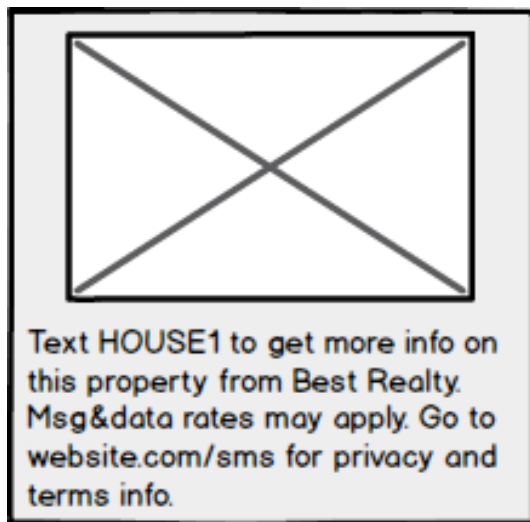 Text HOUSE1 to get more info on
this property from Best Realty.
Msg&data rates may apply. Go to
website.com/sms for privacy and
terms info.